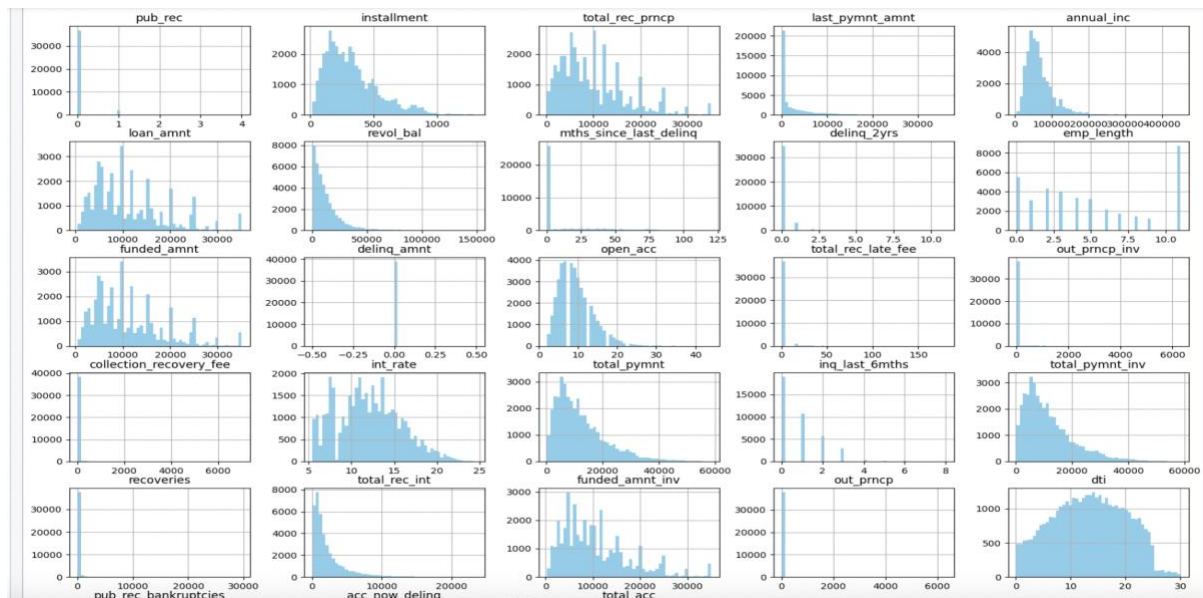 pub_rec installment total_rec_prncp last_pymnt_amnt annual_inc
30000 20000 10000 0
2000 1000 0
2000 1000 0
20000 15000 10000 5000 0
4000 2000 0
0 1 2 3 4
0 500 1000
0 10000 20000 30000
0 10000 20000 30000
0 100000200000300000400000
loan_amnt revol_bal mths_since_last_delinq delinq_2yrs emp_length
3000 2000 1000 0
8000 6000 4000 2000 0
20000 10000 0
30000 20000 10000 0
8000 6000 4000 2000 0
0 10000 20000 30000
0 50000 100000 150000
0 25 50 75 100 125
0.0 2.5 5.0 7.5 10.0
0.0 2.5 5.0 7.5 10.0
funded_amnt delinq_amnt open_acc total_rec_late_fee out_prncp_inv
3000 2000 1000 0
40000 30000 20000 10000 0
4000 3000 2000 1000 0
30000 20000 10000 0
30000 20000 10000 0
0 10000 20000 30000
−0.50 −0.25 0.00 0.25 0.50
0 10 20 30 40
0 50 100 150
0 2000 4000 6000
collection_recovery_fee int_rate total_pymnt inq_last_6mths total_pymnt_inv
40000 30000 20000 10000 0
2000 1500 1000 500 0
3000 2000 1000 0
15000 10000 5000 0
3000 2000 1000 0
0 2000 4000 6000
5 10 15 20 25
0 20000 40000 60000
0 2 4 6 8
0 20000 40000 60000
recoveries total_rec_int funded_amnt_inv out_prncp dti
30000 20000 10000 0
8000 6000 4000 2000 0
3000 2000 1000 0
30000 20000 10000 0
1000 500 0
0 10000 20000 30000
0 10000 20000
0 10000 20000 30000
0 2000 4000 6000
0 10 20 30
pub_rec_bankruptcies acc_now_delinq total_acc